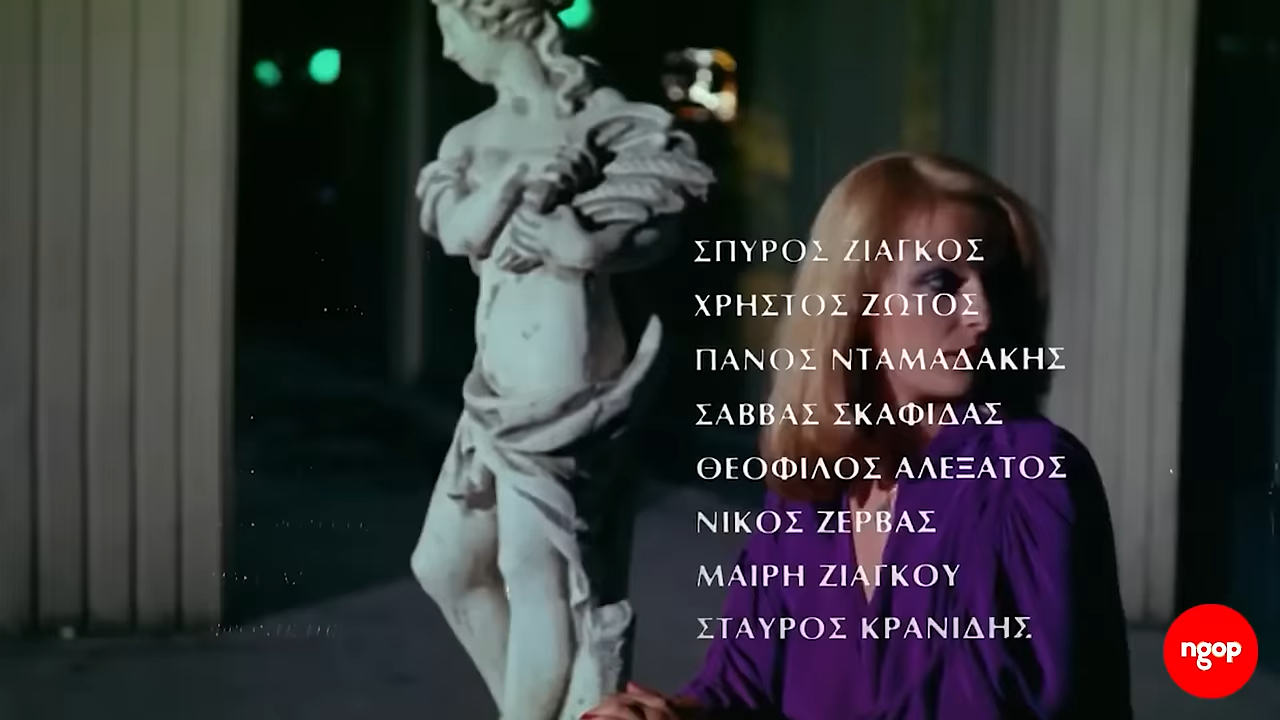 ΣΠΥΡΟΣ ΖΙΑΓΚΟΣ
ΧΡΗΣΤΟΣ ΖΩΤΟΣ
ΠΑΝΟΣ ΝΤΑΜΑΔΑΚΗΣ
ΣΑΒΒΑΣ ΣΚΑΦΙΔΑΣ
ΘΕΟΦΙΛΟΣ ΑΛΕΞΑΤΟΣ
ΝΙΚΟΣ ΖΕΡΒΑΣ
ΜΑΙΡΗ ΖΙΑΓΚΟΥ
ΣΤΑΥΡΟΣ ΚΡΑΝΙΔΗΣ
ngop